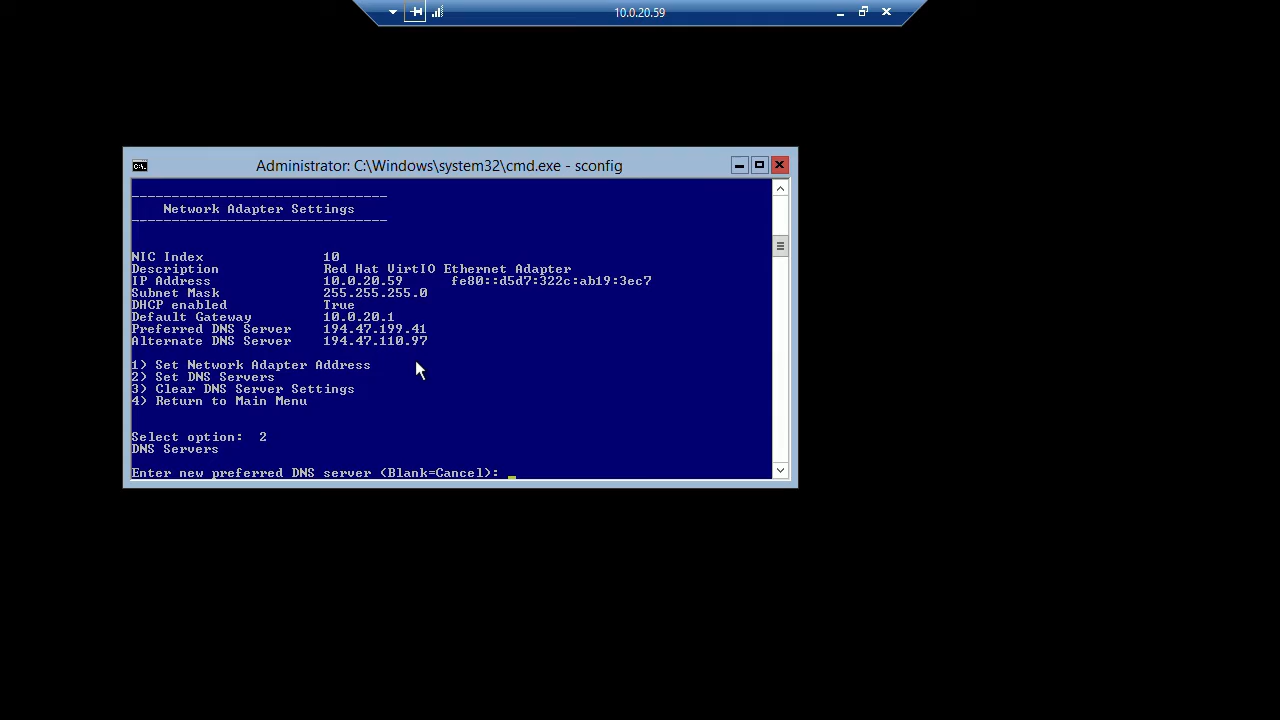 10.0.20.59
Administrator: C:\Windows\system32\cmd.exe - sconfig
--------------------------------
Network Adapter Settings
--------------------------------
NIC Index 10
Description Red Hat VirtIO Ethernet Adapter
IP Address 10.0.20.59 fe80::d5d7:322c:ab19:3ec7
Subnet Mask 255.255.255.0
DHCP enabled True
Default Gateway 10.0.20.1
Preferred DNS Server 194.47.199.41
Alternate DNS Server 194.47.110.97
1) Set Network Adapter Address
2) Set DNS Servers
3) Clear DNS Server Settings
4) Return to Main Menu
Select option: 2
DNS Servers
Enter new preferred DNS server (Blank=Cancel): _